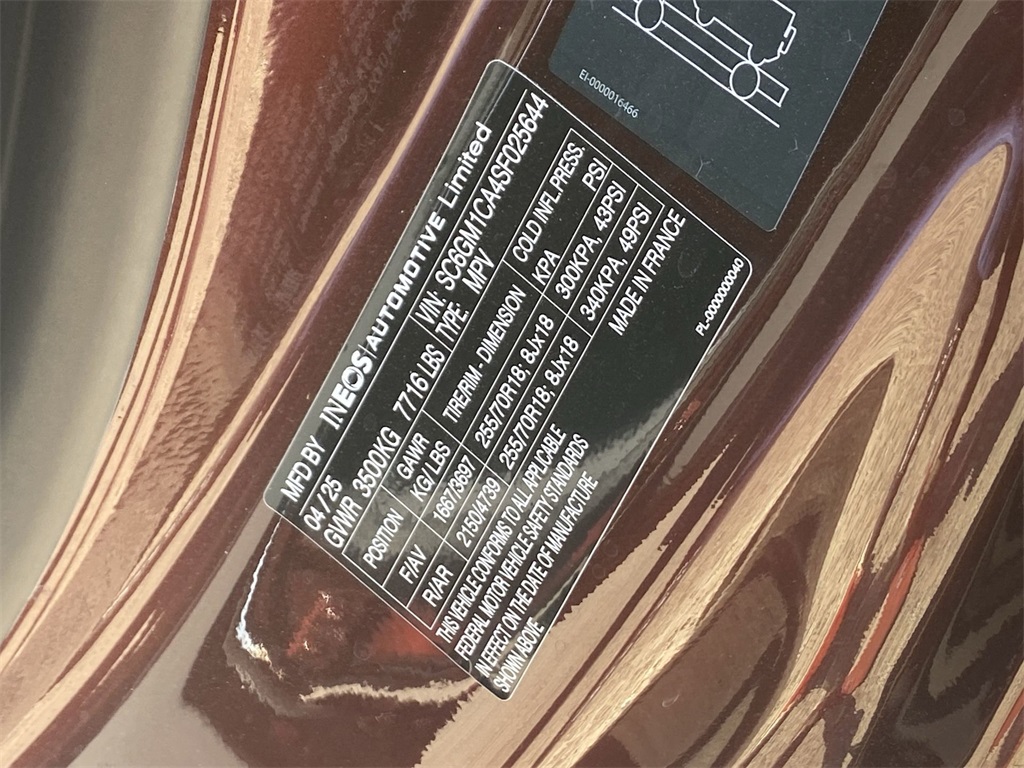 EI-0000016466
MFD BY INEOS AUTOMOTIVE Limited
04 / 25 VIN: SC6GM1CA4SF025644
GVWR 3500KG 7716 LBS TYPE: MPV
POSITION GAWR KG / LBS TIRE/RIM - DIMENSION COLD INFL.PRESS. KPA PSI
F/AV 1667/3697 255/70R18; 8Jx18 300KPA, 43PSI
R/AR 2150/4739 255/70R18; 8Jx18 340KPA, 49PSI
THIS VEHICLE CONFORMS TO ALL APPLICABLE
FEDERAL MOTOR VEHICLE SAFETY STANDARDS
IN EFFECT ON THE DATE OF MANUFACTURE
SHOWN ABOVE
MADE IN FRANCE
PL-0000000040